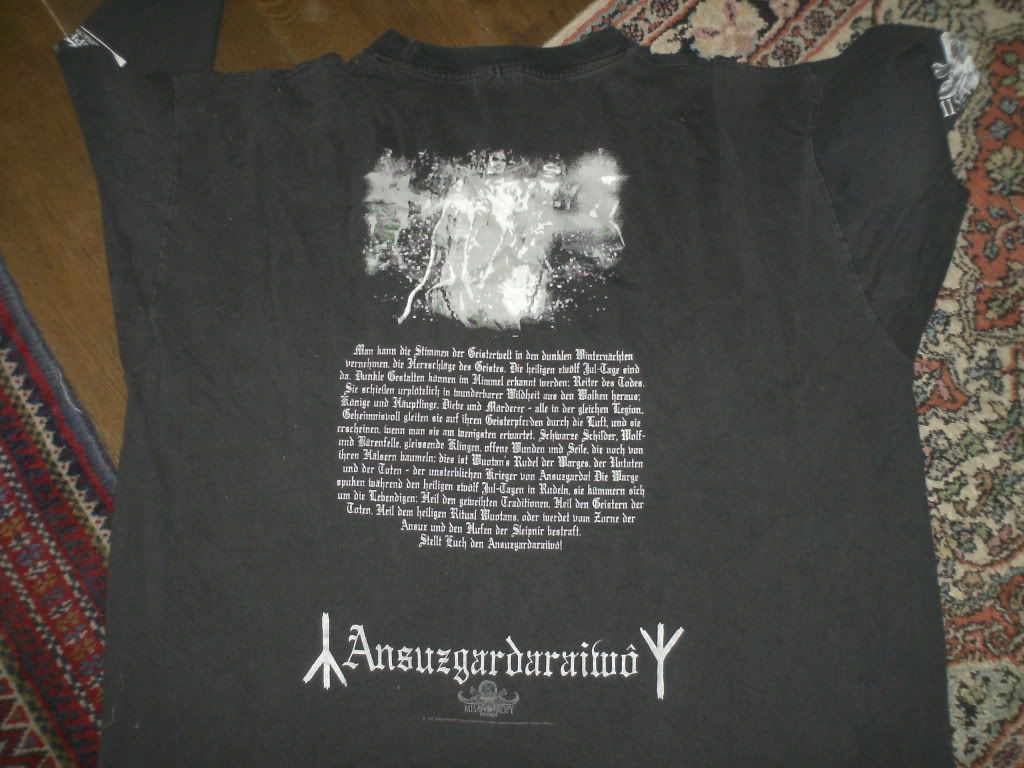 Man kann die Stimmen der Geisterwelt in den dunklen Winternächten
vernehmen, die Herzschläge des Geistes. Die heiligen zwölf Jul-Tage sind
da. Dunkle Gestalten können im Himmel erkannt werden; Reiter des Todes.
Sie schießen urplötzlich in wunderbarer Wildheit aus den Wolken heraus;
Könige und Häuptlinge, Diebe und Morderer - alle in der gleichen Legion.
Geheimnisvoll gleiten sie auf ihren Geisterpferden durch die Luft, und sie
erscheinen, wenn man sie am wenigsten erwartet. Schwarze Schilder, Wolf-
und Bärenfelle, gleissende Klingen, offene Wunden und Seile, die noch von
ihren Hälsern baumeln; dies ist Wuotan's Rudel der Warges, der Untoten
und der Toten - der unsterblichen Krieger von Ansuzgarda! Die Warge
spuken während den heiligen zwölf Jul-Tagen in Rudeln, sie kümmern sich
um die Lebendigen; Heil den geweihten Traditionen, Heil den Geistern der
Toten, Heil dem heiligen Ritual Wuotans, oder werdet vom Zorne der
Ansuz und den Hufen der Sleipnir bestraft.
Stellt Euch den Ansuzgardaraiwô!
ᛦAnsuzgardaraiwôᛉ
MISANTHROPY